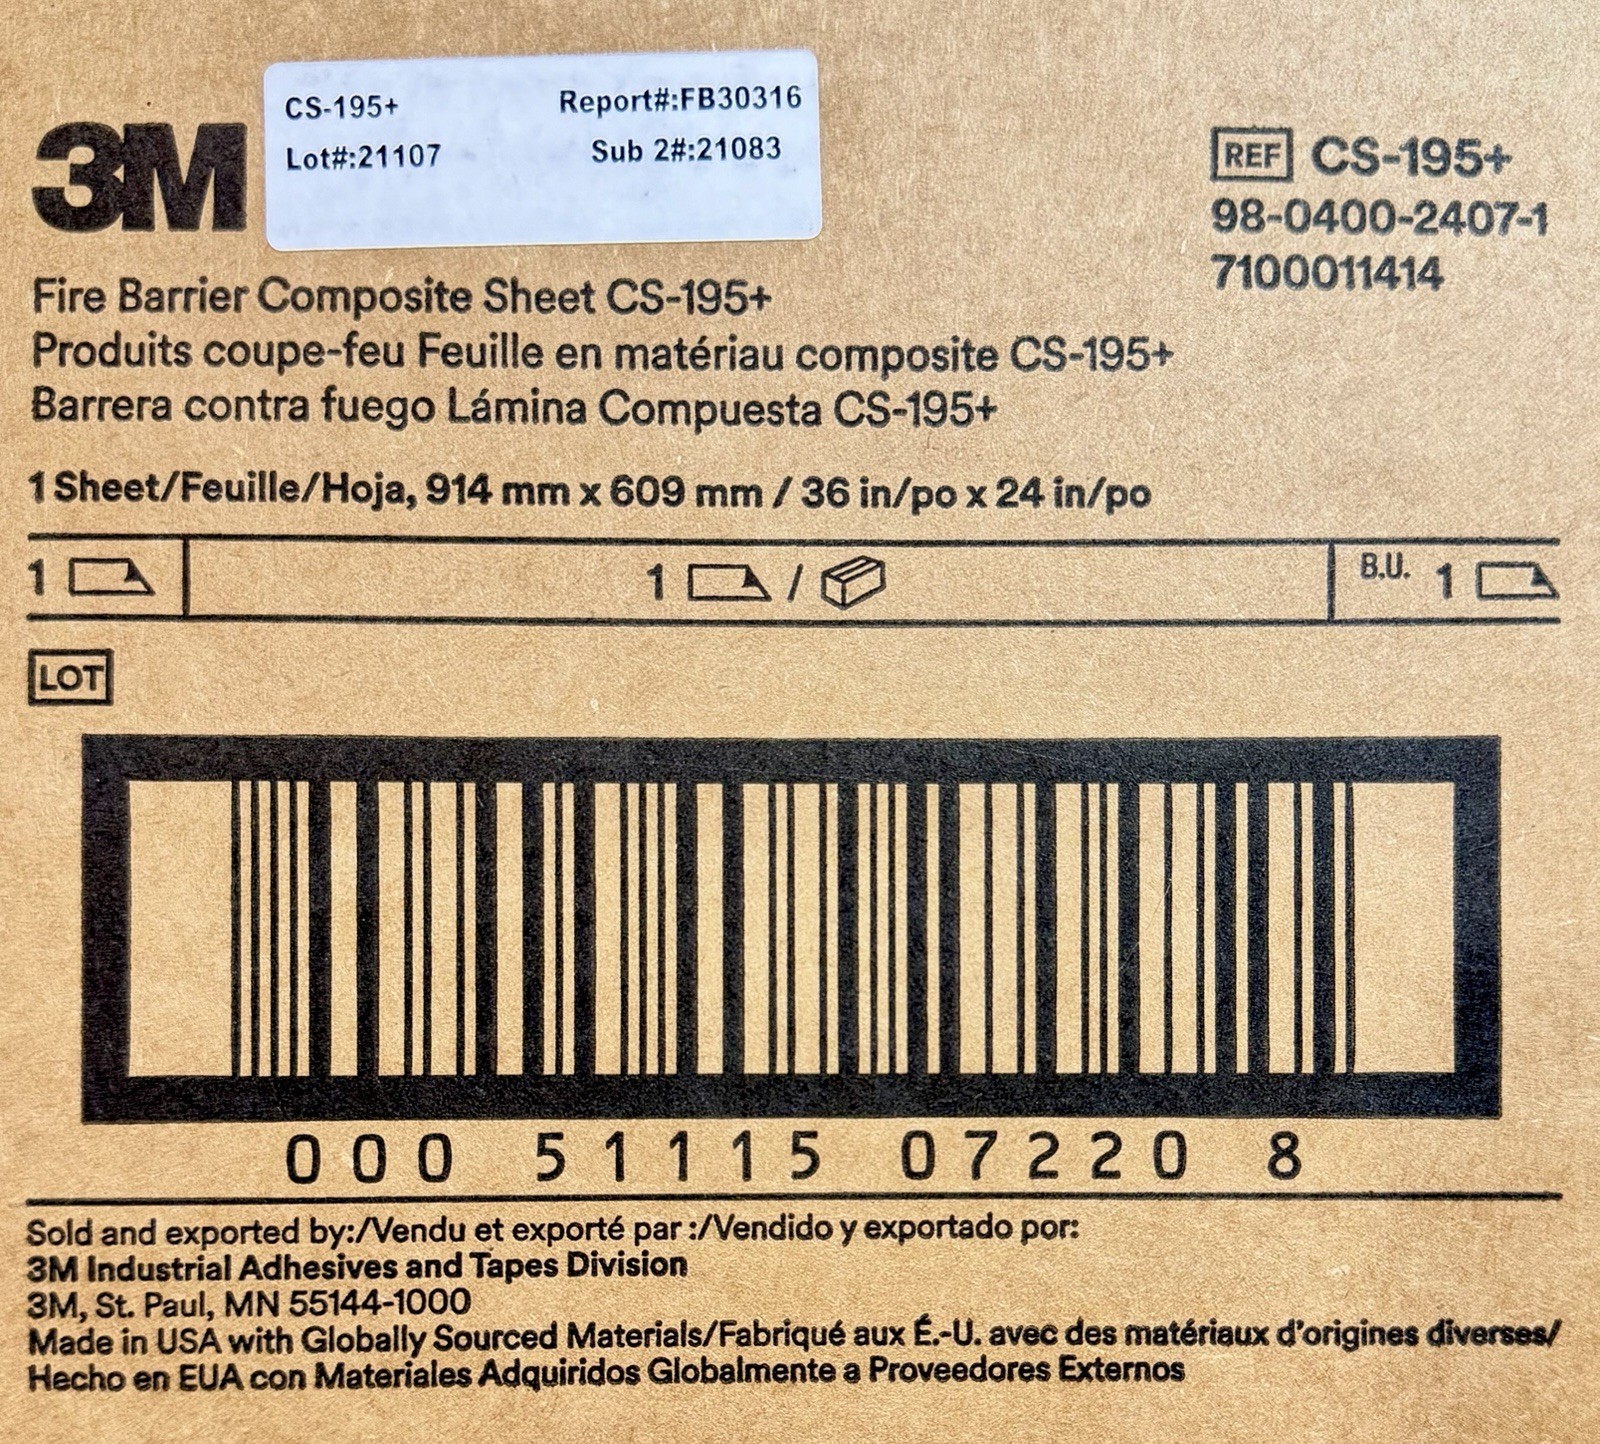 3M
CS-195+ Report#:FB30316
Lot#:21107 Sub 2#:21083
REF CS-195+
98-0400-2407-1
7100011414
Fire Barrier Composite Sheet CS-195+
Produits coupe-feu Feuille en matériau composite CS-195+
Barrera contra fuego Lámina Compuesta CS-195+
1 Sheet/Feuille/Hoja, 914 mm x 609 mm / 36 in/po x 24 in/po
1 1 / B.U. 1
LOT
000 51115 07220 8
Sold and exported by:/Vendu et exporté par :/Vendido y exportado por:
3M Industrial Adhesives and Tapes Division
3M, St. Paul, MN 55144-1000
Made in USA with Globally Sourced Materials/Fabriqué aux É.-U. avec des matériaux d'origines diverses/
Hecho en EUA con Materiales Adquiridos Globalmente a Proveedores Externos